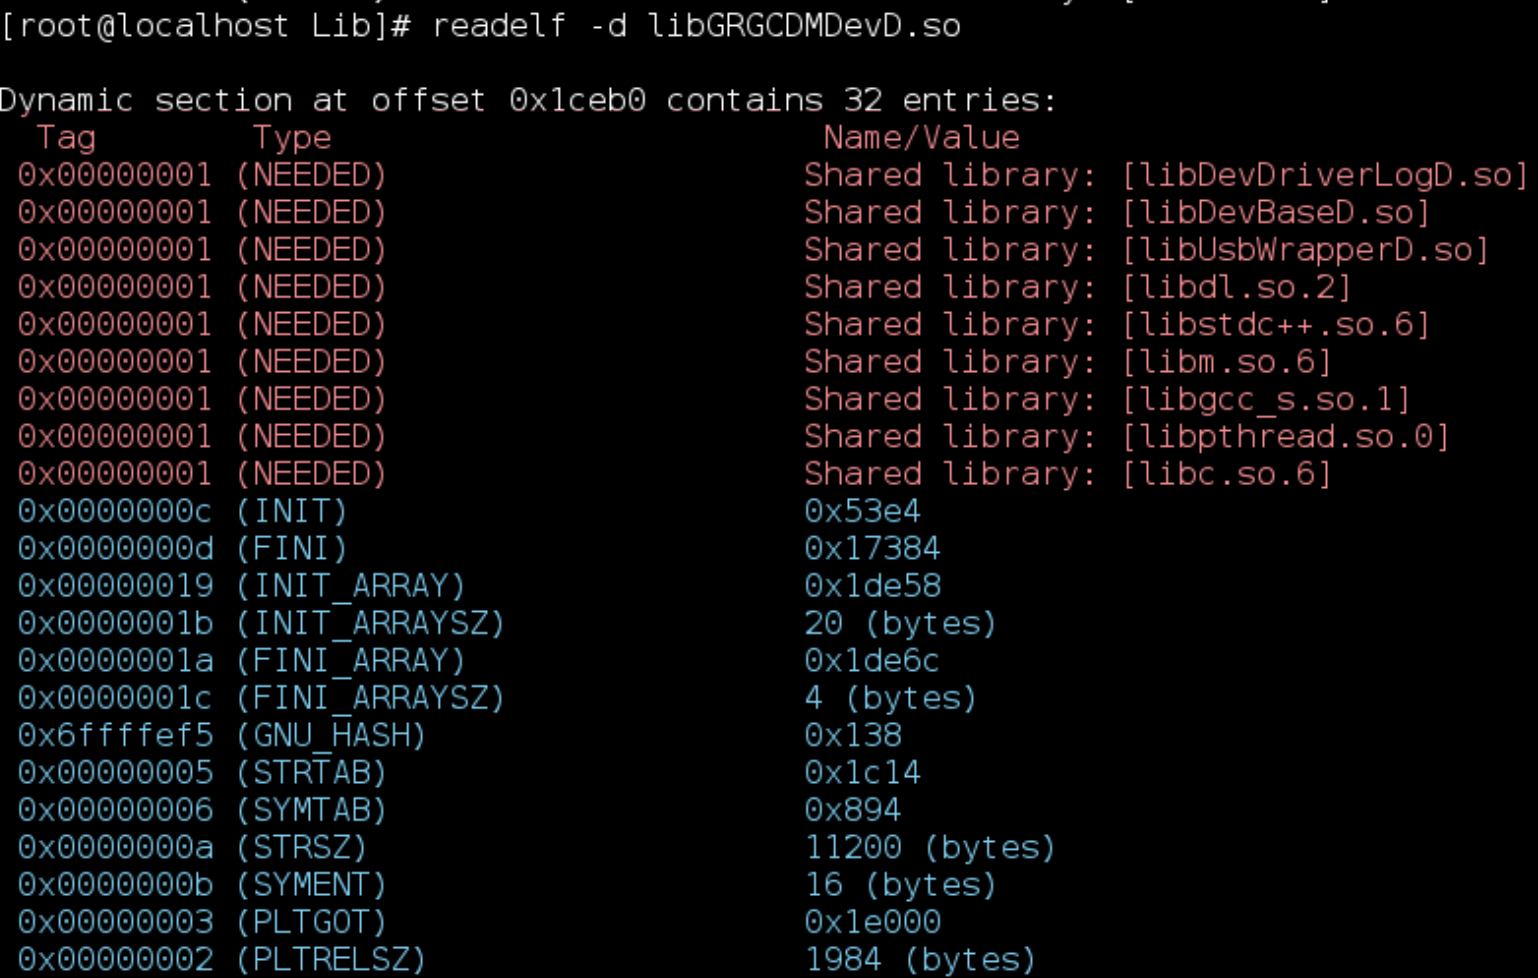 [root@localhost Lib]# readelf -d libGRGCDMDevD.so
Dynamic section at offset 0x1ceb0 contains 32 entries:
Tag Type Name/Value
0x00000001 (NEEDED) Shared library: [libDevDriverLogD.so]
0x00000001 (NEEDED) Shared library: [libDevBaseD.so]
0x00000001 (NEEDED) Shared library: [libUsbWrapperD.so]
0x00000001 (NEEDED) Shared library: [libdl.so.2]
0x00000001 (NEEDED) Shared library: [libstdc++.so.6]
0x00000001 (NEEDED) Shared library: [libm.so.6]
0x00000001 (NEEDED) Shared library: [libgcc_s.so.1]
0x00000001 (NEEDED) Shared library: [libpthread.so.0]
0x00000001 (NEEDED) Shared library: [libc.so.6]
0x0000000c (INIT) 0x53e4
0x0000000d (FINI) 0x17384
0x00000019 (INIT_ARRAY) 0x1de58
0x0000001b (INIT_ARRAYSZ) 20 (bytes)
0x0000001a (FINI_ARRAY) 0x1de6c
0x0000001c (FINI_ARRAYSZ) 4 (bytes)
0x6ffffef5 (GNU_HASH) 0x138
0x00000005 (STRTAB) 0x1c14
0x00000006 (SYMTAB) 0x894
0x0000000a (STRSZ) 11200 (bytes)
0x0000000b (SYMENT) 16 (bytes)
0x00000003 (PLTGOT) 0x1e000
0x00000002 (PLTRELSZ) 1984 (bytes)